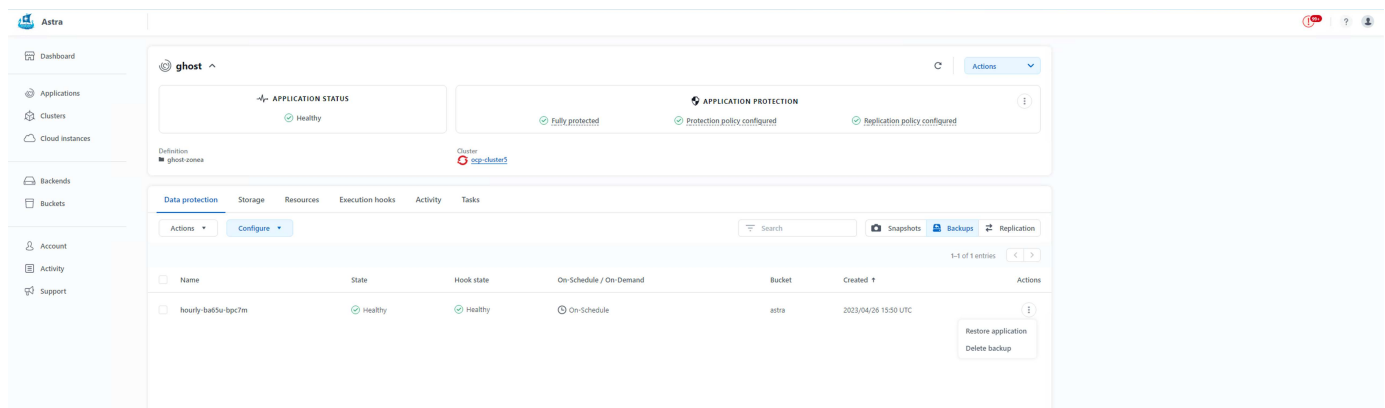 Astra
99+
?
Dashboard
Applications
Clusters
Cloud instances
Backends
Buckets
Account
Activity
Support
ghost
Actions
APPLICATION STATUS
Healthy
APPLICATION PROTECTION
Fully protected
Protection policy configured
Replication policy configured
Definition
ghost-zonea
Cluster
ocp-cluster5
Data protection Storage Resources Execution hooks Activity Tasks
Actions Configure Search Snapshots Backups Replication
1–1 of 1 entries < >
Name State Hook state On-Schedule / On-Demand Bucket Created ↑ Actions
hourly-ba65u-bpc7m Healthy Healthy On-Schedule astra 2023/04/26 15:50 UTC
Restore application
Delete backup